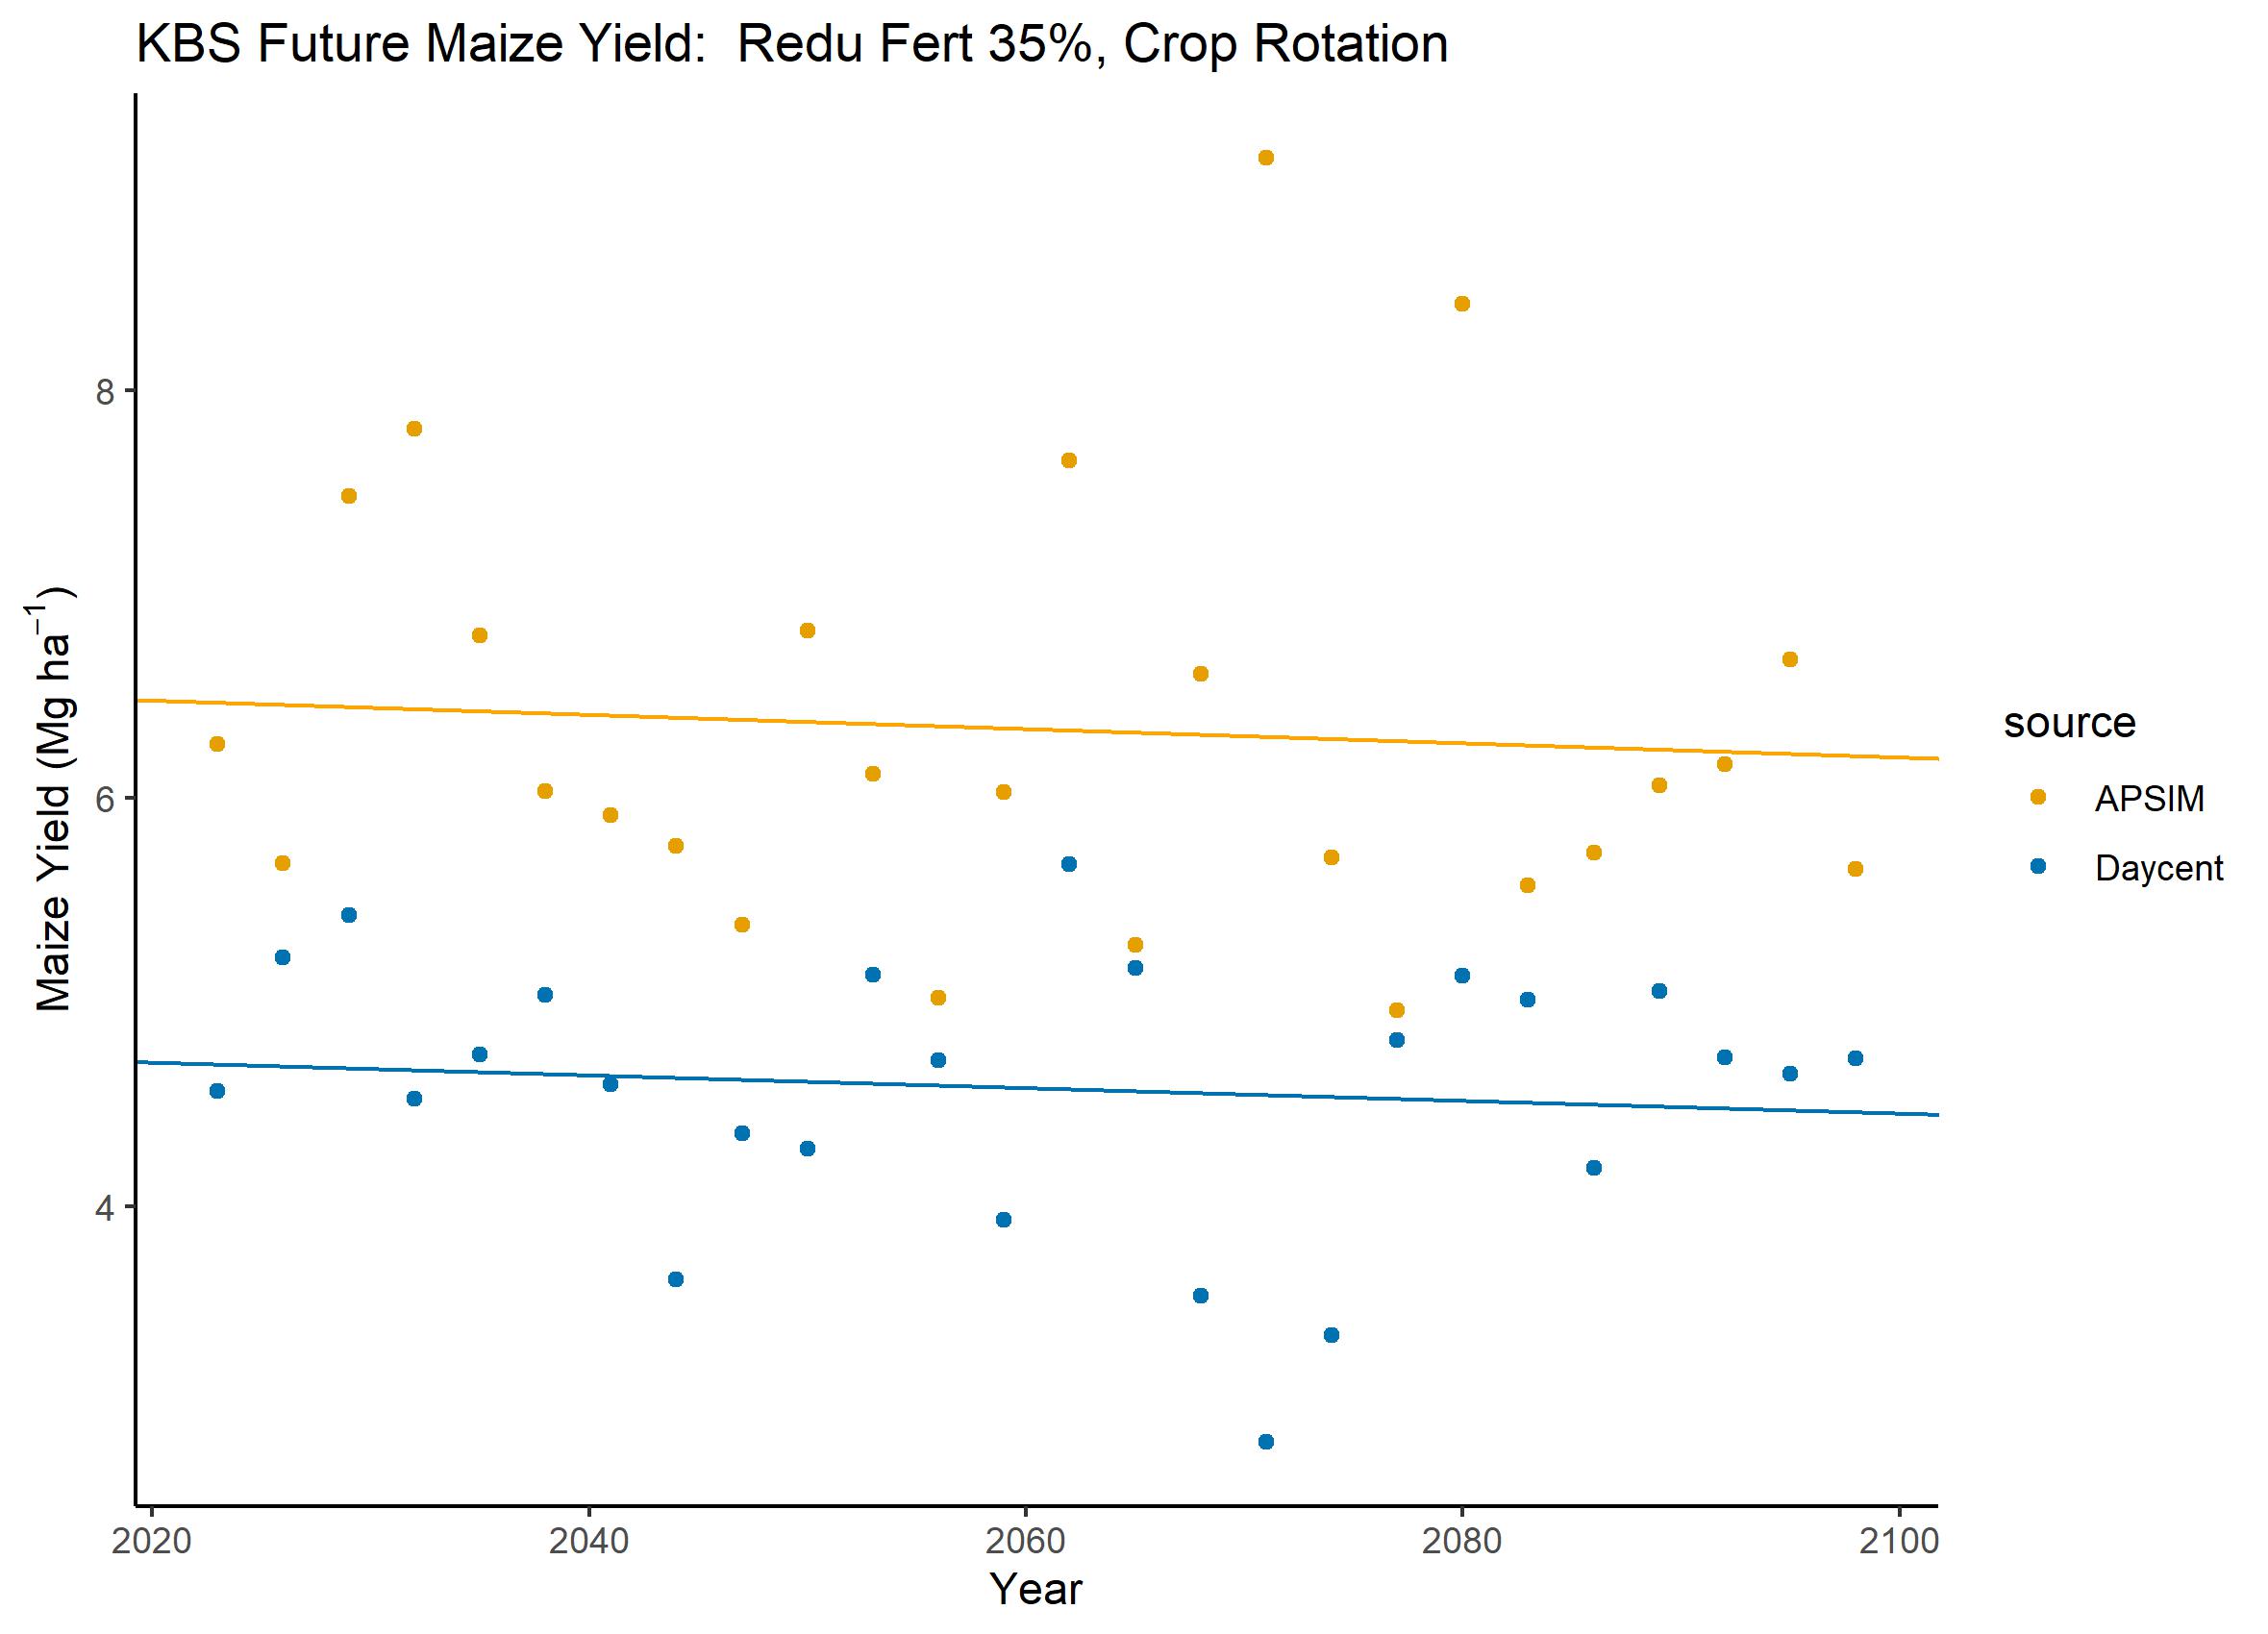 KBS Future Maize Yield:  Redu Fert 35%, Crop Rotation
Maize Yield (Mg ha⁻¹)
8
6
4
2020 2040 2060 2080 2100
Year
source
APSIM
Daycent